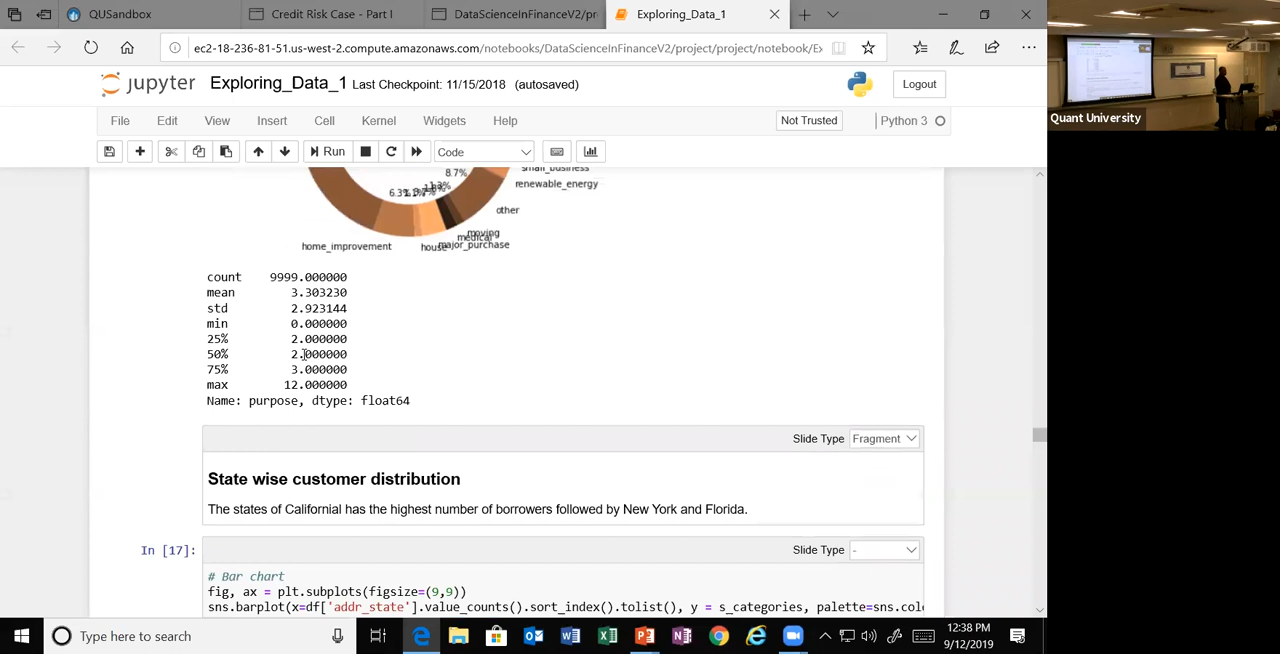 QUSandbox
Credit Risk Case - Part I
DataScienceInFinanceV2/pr
Exploring_Data_1
ec2-18-236-81-51.us-west-2.compute.amazonaws.com/notebooks/DataScienceInFinanceV2/project/project/notebook/Ex
jupyter Exploring_Data_1 Last Checkpoint: 11/15/2018 (autosaved)
Logout
File Edit View Insert Cell Kernel Widgets Help
Not Trusted
Python 3
Run
Code
Quant University
small_business
8.7%
renewable_energy
1.3%
6.3%
other
moving
medical
home_improvement
house
major_purchase
count 9999.000000
mean 3.303230
std 2.923144
min 0.000000
25% 2.000000
50% 2.000000
75% 3.000000
max 12.000000
Name: purpose, dtype: float64
Slide Type Fragment
State wise customer distribution
The states of Californial has the highest number of borrowers followed by New York and Florida.
In [17]:
Slide Type -
# Bar chart
fig, ax = plt.subplots(figsize=(9,9))
sns.barplot(x=df['addr_state'].value_counts().sort_index().tolist(), y = s_categories, palette=sns.colo
Type here to search
12:38 PM
9/12/2019